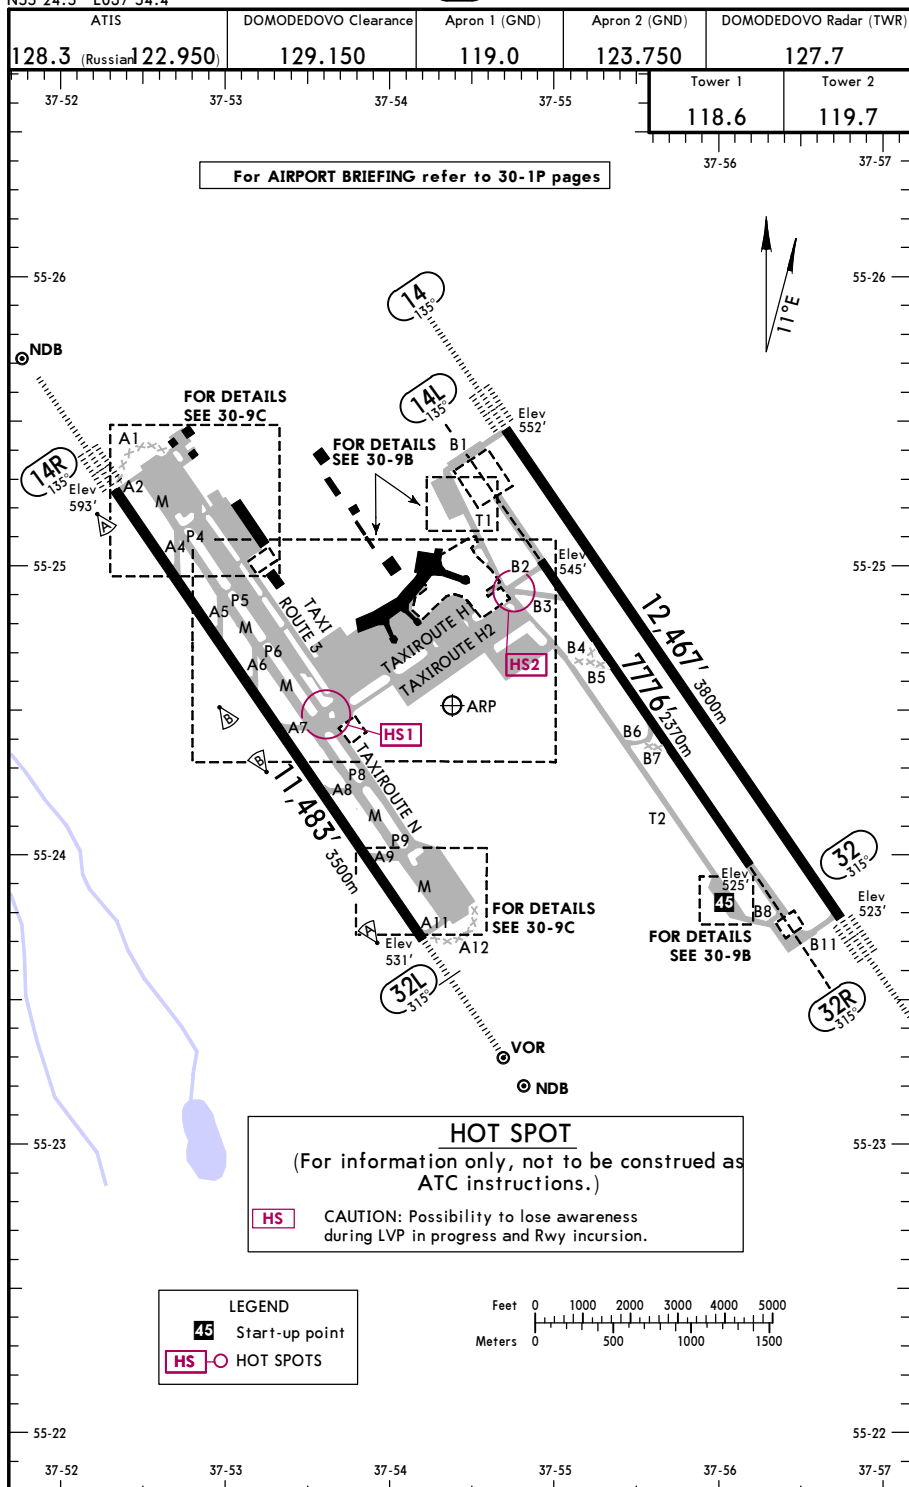 N55 24.5 E037 54.4
ATIS
128.3 (Russian 122.950)
DOMODEDOVO Clearance
129.150
Apron 1 (GND)
119.0
Apron 2 (GND)
123.750
DOMODEDOVO Radar (TWR)
127.7
Tower 1
118.6
Tower 2
119.7
37-52
37-53
37-54
37-55
37-56
37-57
For AIRPORT BRIEFING refer to 30-1P pages
55-26
55-26
11°E
14
135°
NDB
FOR DETAILS
SEE 30-9C
14L
135°
Elev
552'
A1
FOR DETAILS
SEE 30-9B
B1
14R
135°
A2
Elev
593'
M
A
T1
P4
A4
55-25
55-25
B2
Elev
545'
P5
TAXI
ROUTE 3
A5
M
B3
12,467'
3800m
TAXIROUTE H1
TAXIROUTE H2
P6
A6
B4
B5
HS2
7776'
2370m
M
ARP
B
A7
HS1
B6
B7
B
TAXIROUTE N
P8
A8
11,483'
3500m
M
T2
P9
A9
55-24
55-24
32
315°
M
Elev
525'
45
Elev
523'
B8
FOR DETAILS
SEE 30-9C
A11
A
Elev
531'
A12
FOR DETAILS
SEE 30-9B
B11
32L
315°
32R
315°
VOR
NDB
55-23
55-23
HOT SPOT
(For information only, not to be construed as
ATC instructions.)
HS
CAUTION: Possibility to lose awareness
during LVP in progress and Rwy incursion.
LEGEND
45 Start-up point
HS HOT SPOTS
Feet 0 1000 2000 3000 4000 5000
Meters 0 500 1000 1500
55-22
55-22
37-52
37-53
37-54
37-55
37-56
37-57